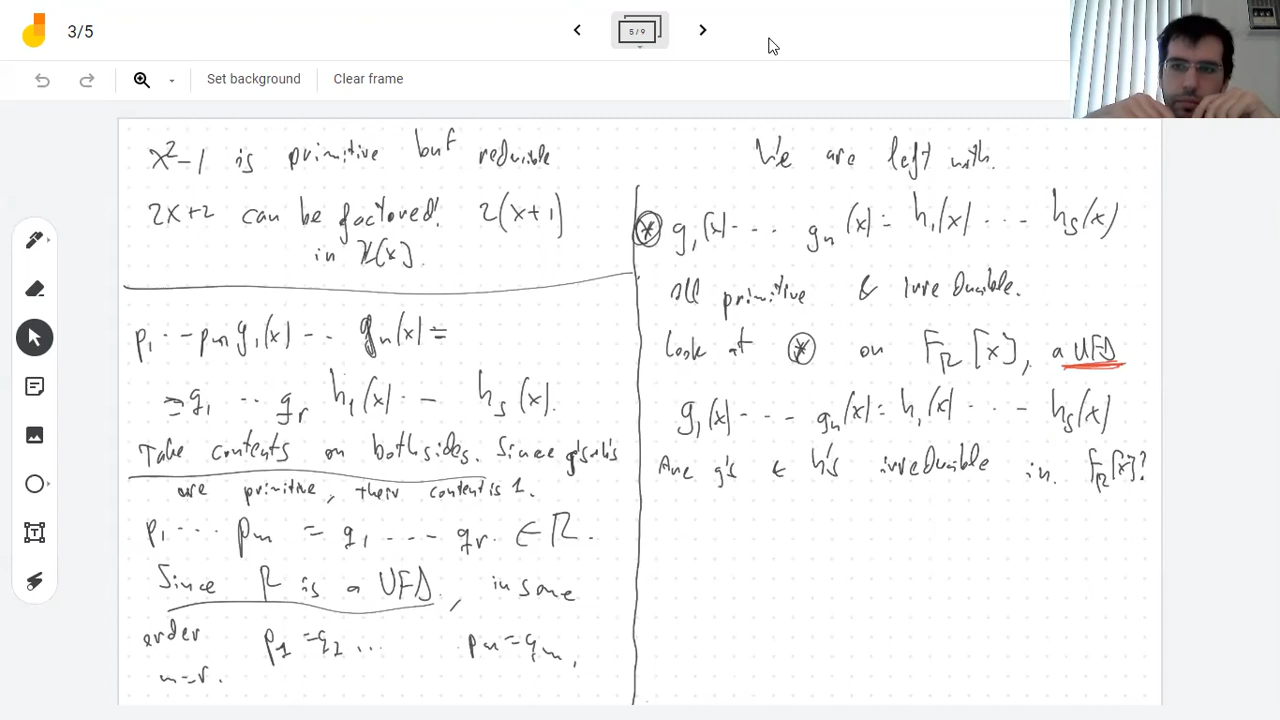 3/5
5 / 9
Set background
Clear frame
x²-1 is primitive but reducible
2x+2 can be factored! 2(x+1)
in ℤ[x].
p₁ ··· pₘ g₁(x) ··· gₙ(x) =
= q₁ ··· qᵣ h₁(x) ··· hₛ(x).
Take contents on both sides. Since g's h's
are primitive, their content is 1.
p₁ ··· pₘ = q₁ ···· qᵣ. ∈ R.
Since R is a UFD, in some
order p₁ = q₁ ... pₘ = qₘ,
m=r.
We are left with.
⊛ g₁(x) ··· gₙ(x) = h₁(x) ··· hₛ(x)
all primitive & irreducible.
Look at ⊛ on F_R[x], a UFD
g₁(x) ··· gₙ(x) = h₁(x) ··· hₛ(x)
Are g's & h's irreducible in. F_R[x]?